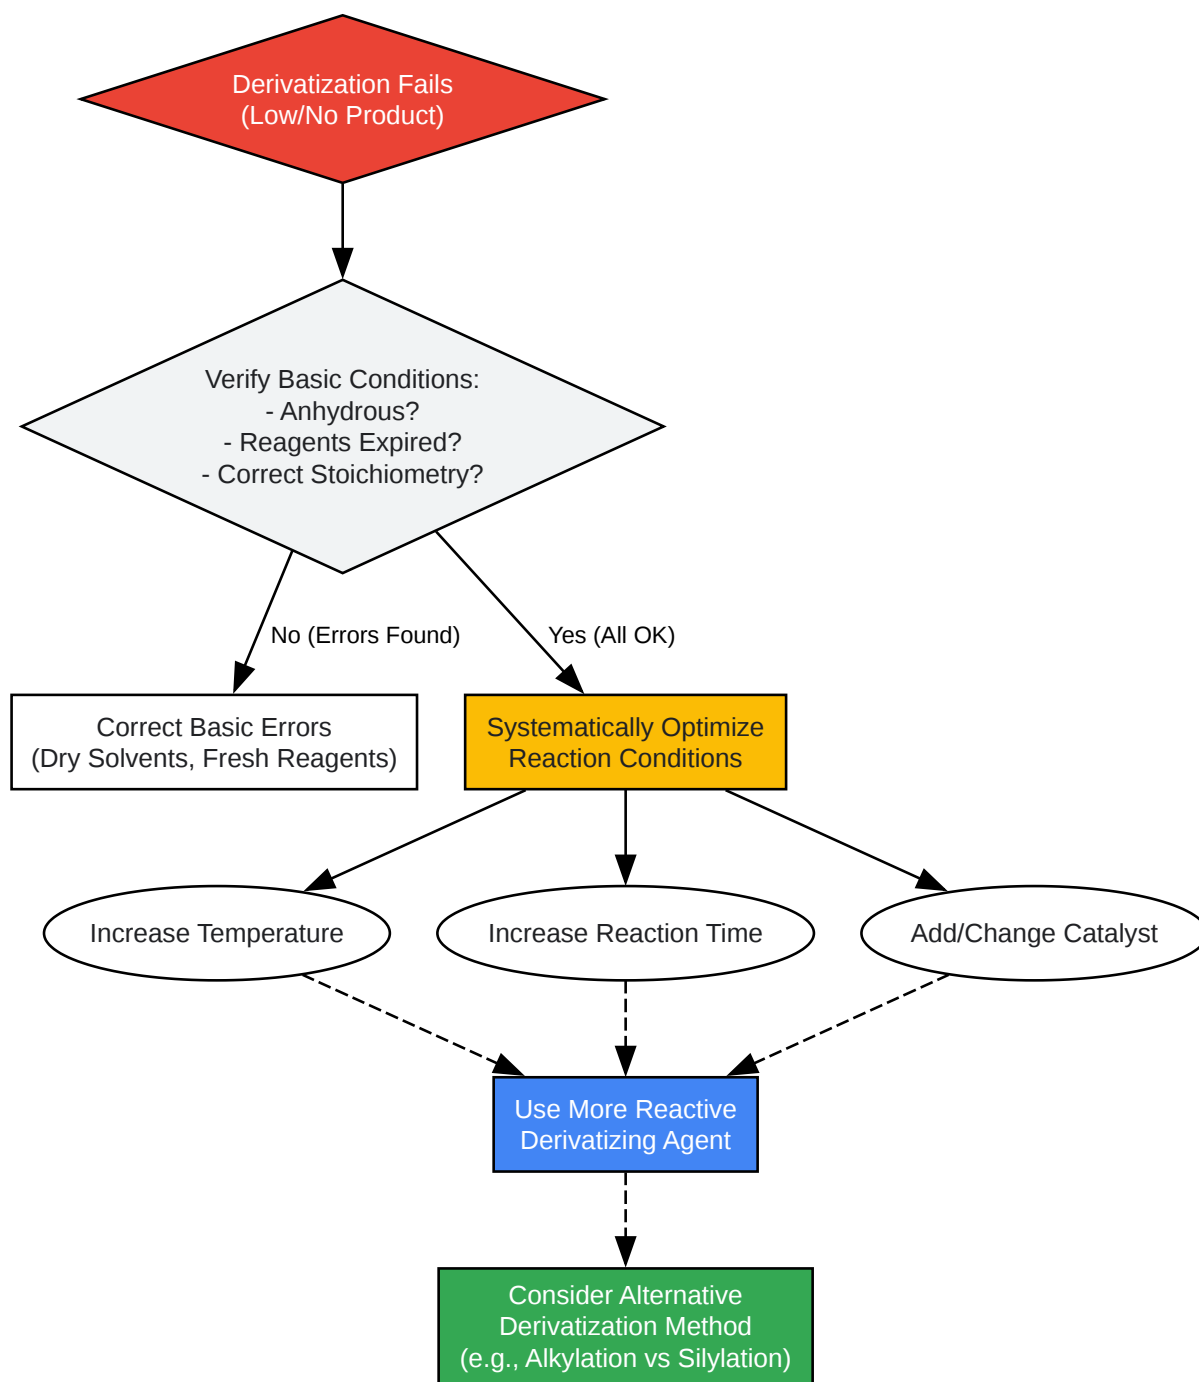 Derivatization Fails
(Low/No Product)
Verify Basic Conditions:
- Anhydrous?
- Reagents Expired?
- Correct Stoichiometry?
No (Errors Found)
Yes (All OK)
Correct Basic Errors
(Dry Solvents, Fresh Reagents)
Systematically Optimize
Reaction Conditions
Increase Temperature
Increase Reaction Time
Add/Change Catalyst
Use More Reactive
Derivatizing Agent
Consider Alternative
Derivatization Method
(e.g., Alkylation vs Silylation)